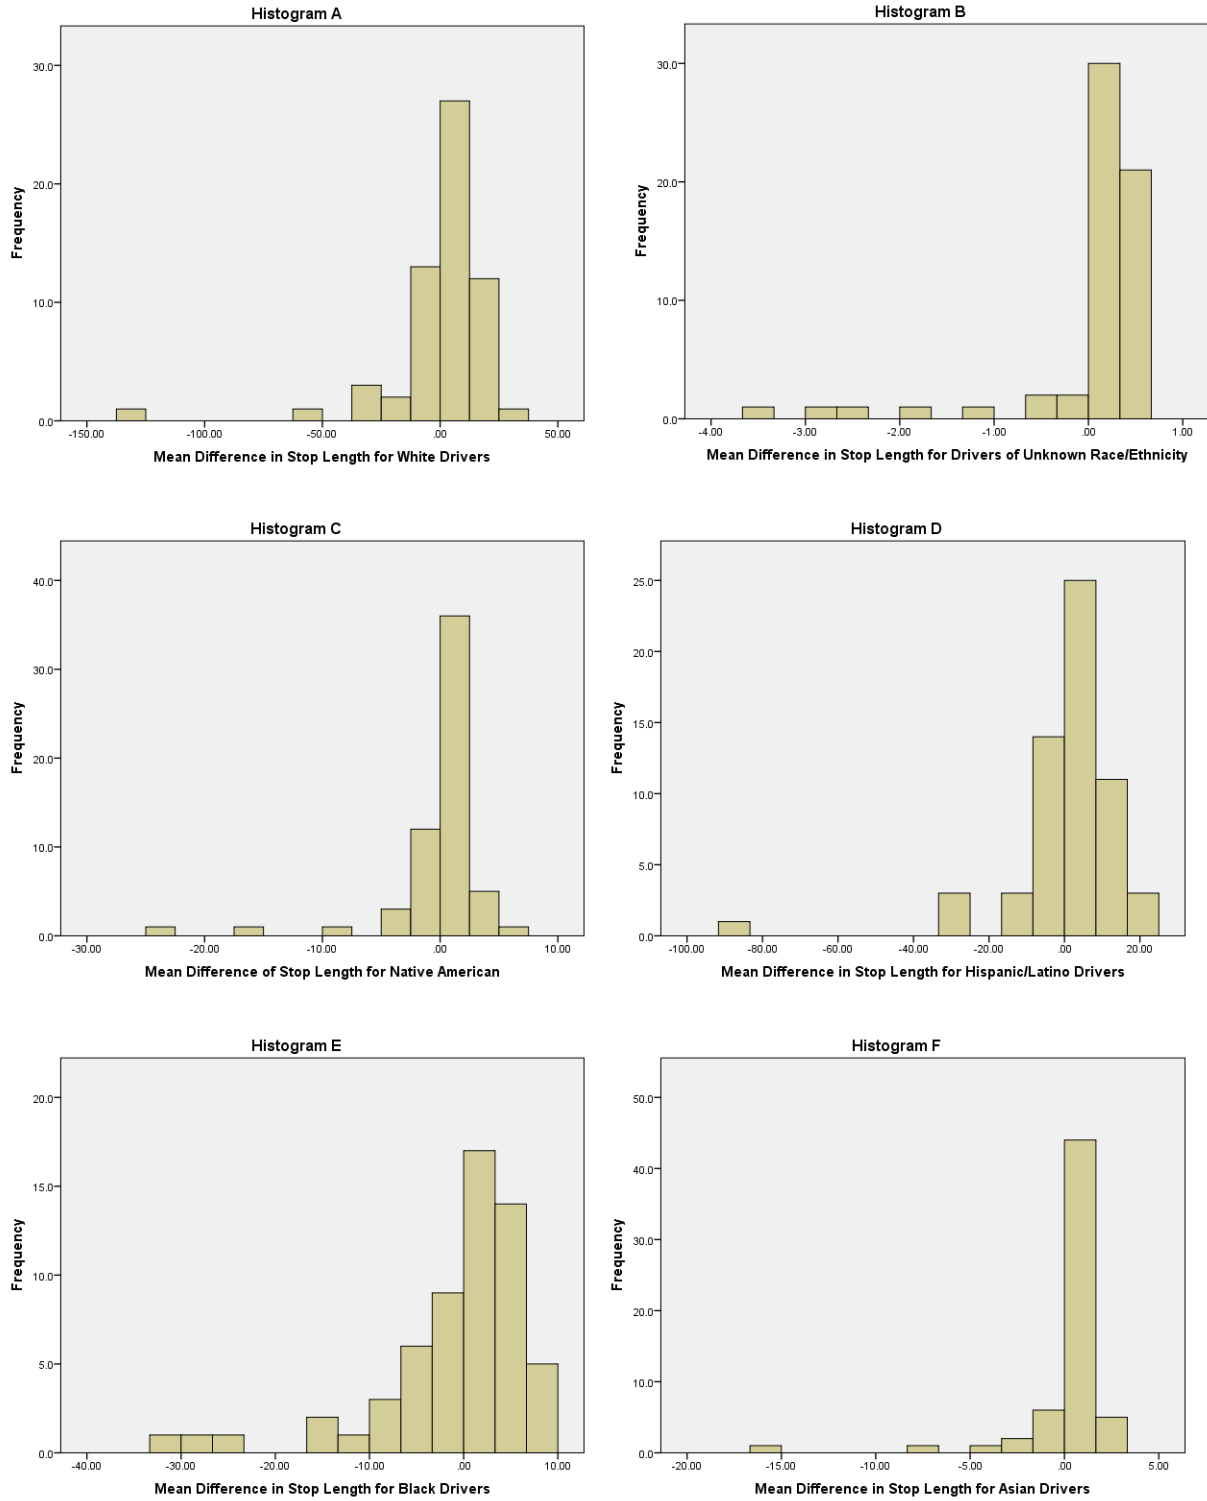 Histogram A
30.0
20.0
10.0
0.0
Frequency
-150.00 -100.00 -50.00 .00 50.00
Mean Difference in Stop Length for White Drivers
Histogram B
30.0
20.0
10.0
0.0
Frequency
-4.00 -3.00 -2.00 -1.00 .00 1.00
Mean Difference in Stop Length for Drivers of Unknown Race/Ethnicity
Histogram C
40.0
30.0
20.0
10.0
0.0
Frequency
-30.00 -20.00 -10.00 .00 10.00
Mean Difference of Stop Length for Native American
Histogram D
25.0
20.0
15.0
10.0
5.0
0.0
Frequency
-100.00 -80.00 -60.00 -40.00 -20.00 .00 20.00
Mean Difference in Stop Length for Hispanic/Latino Drivers
Histogram E
20.0
15.0
10.0
5.0
0.0
Frequency
-40.00 -30.00 -20.00 -10.00 .00 10.00
Mean Difference in Stop Length for Black Drivers
Histogram F
50.0
40.0
30.0
20.0
10.0
0.0
Frequency
-20.00 -15.00 -10.00 -5.00 .00 5.00
Mean Difference in Stop Length for Asian Drivers